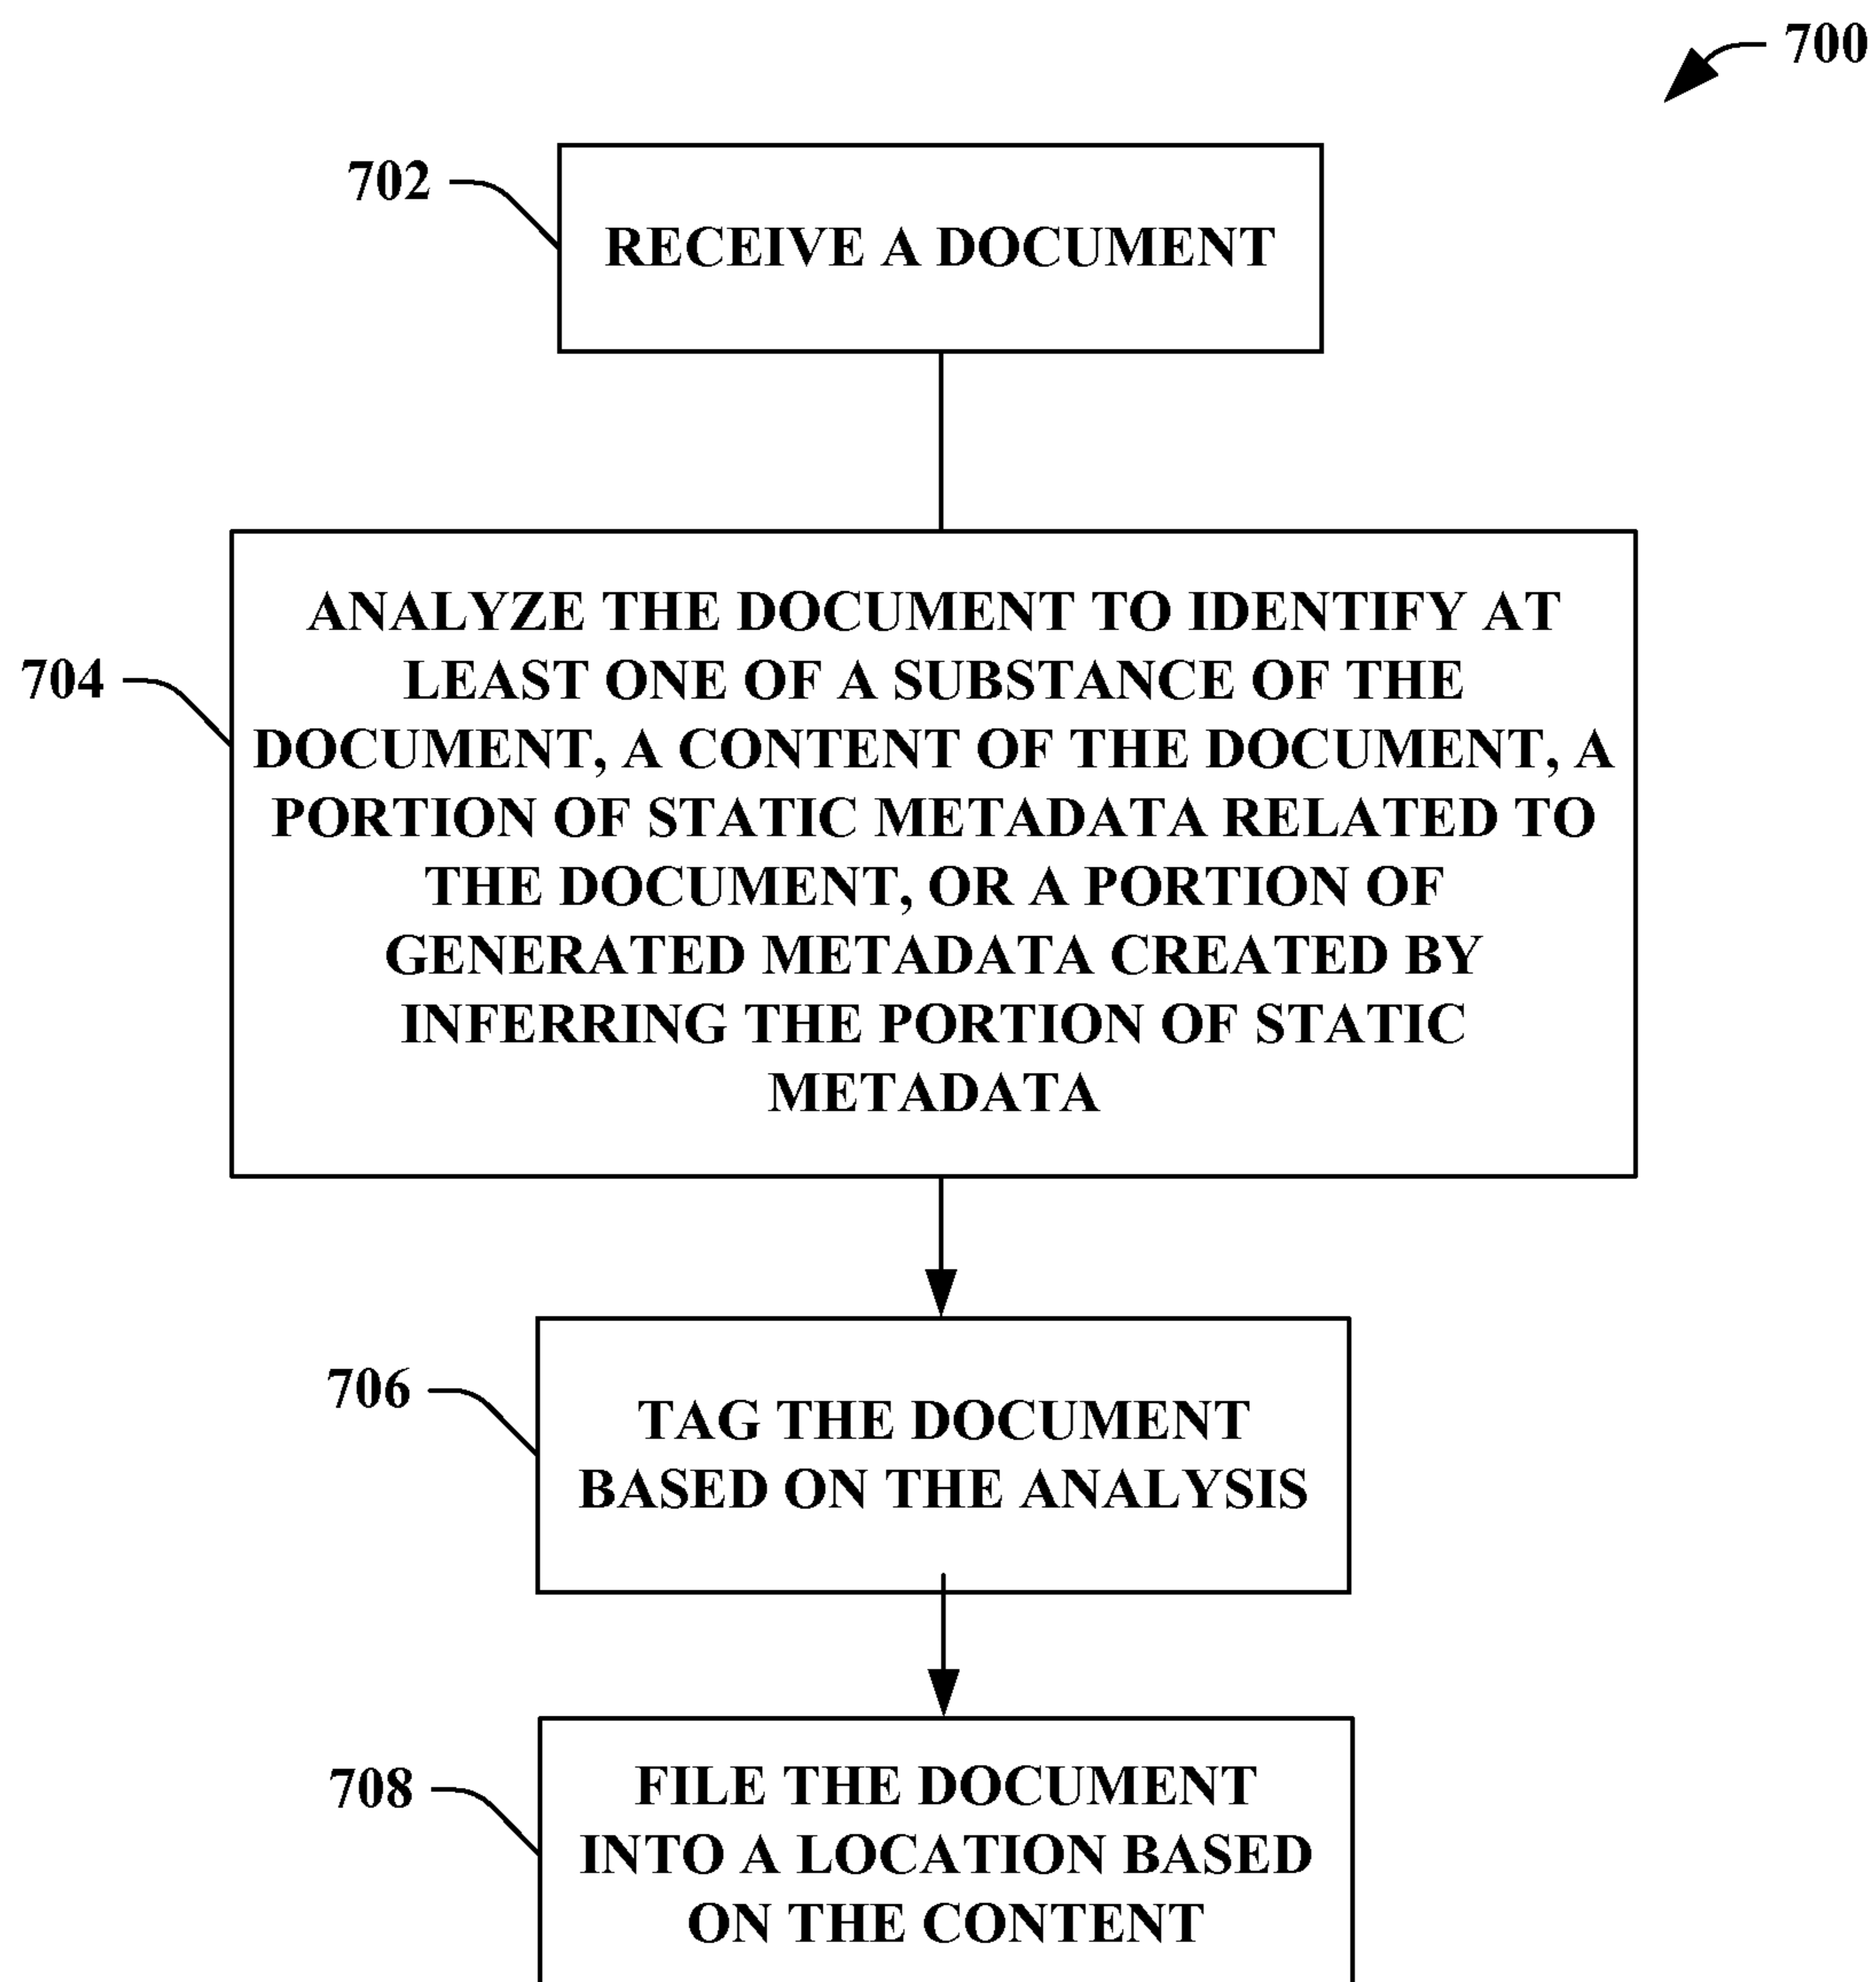 700
702
RECEIVE A DOCUMENT
704
ANALYZE THE DOCUMENT TO IDENTIFY AT
LEAST ONE OF A SUBSTANCE OF THE
DOCUMENT, A CONTENT OF THE DOCUMENT, A
PORTION OF STATIC METADATA RELATED TO
THE DOCUMENT, OR A PORTION OF
GENERATED METADATA CREATED BY
INFERRING THE PORTION OF STATIC
METADATA
706
TAG THE DOCUMENT
BASED ON THE ANALYSIS
708
FILE THE DOCUMENT
INTO A LOCATION BASED
ON THE CONTENT